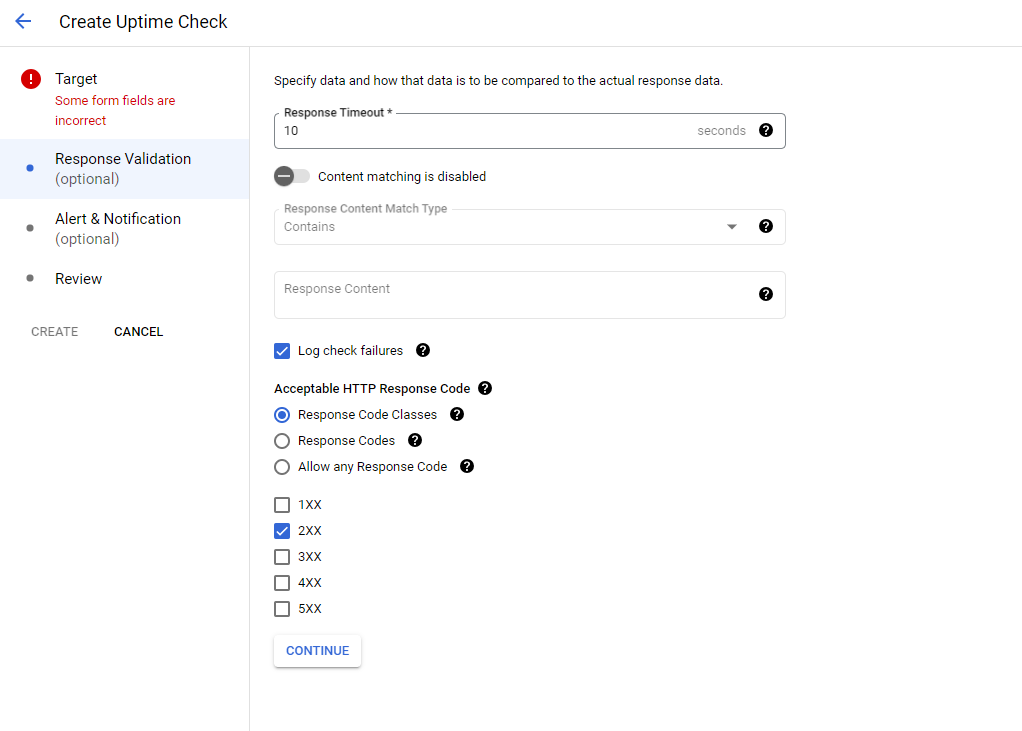 Create Uptime Check
Target
Some form fields are
incorrect
Response Validation
(optional)
Alert & Notification
(optional)
Review
CREATE
CANCEL
Specify data and how that data is to be compared to the actual response data.
Response Timeout *
10
seconds
Content matching is disabled
Response Content Match Type
Contains
Response Content
Log check failures
Acceptable HTTP Response Code
Response Code Classes
Response Codes
Allow any Response Code
1XX
2XX
3XX
4XX
5XX
CONTINUE